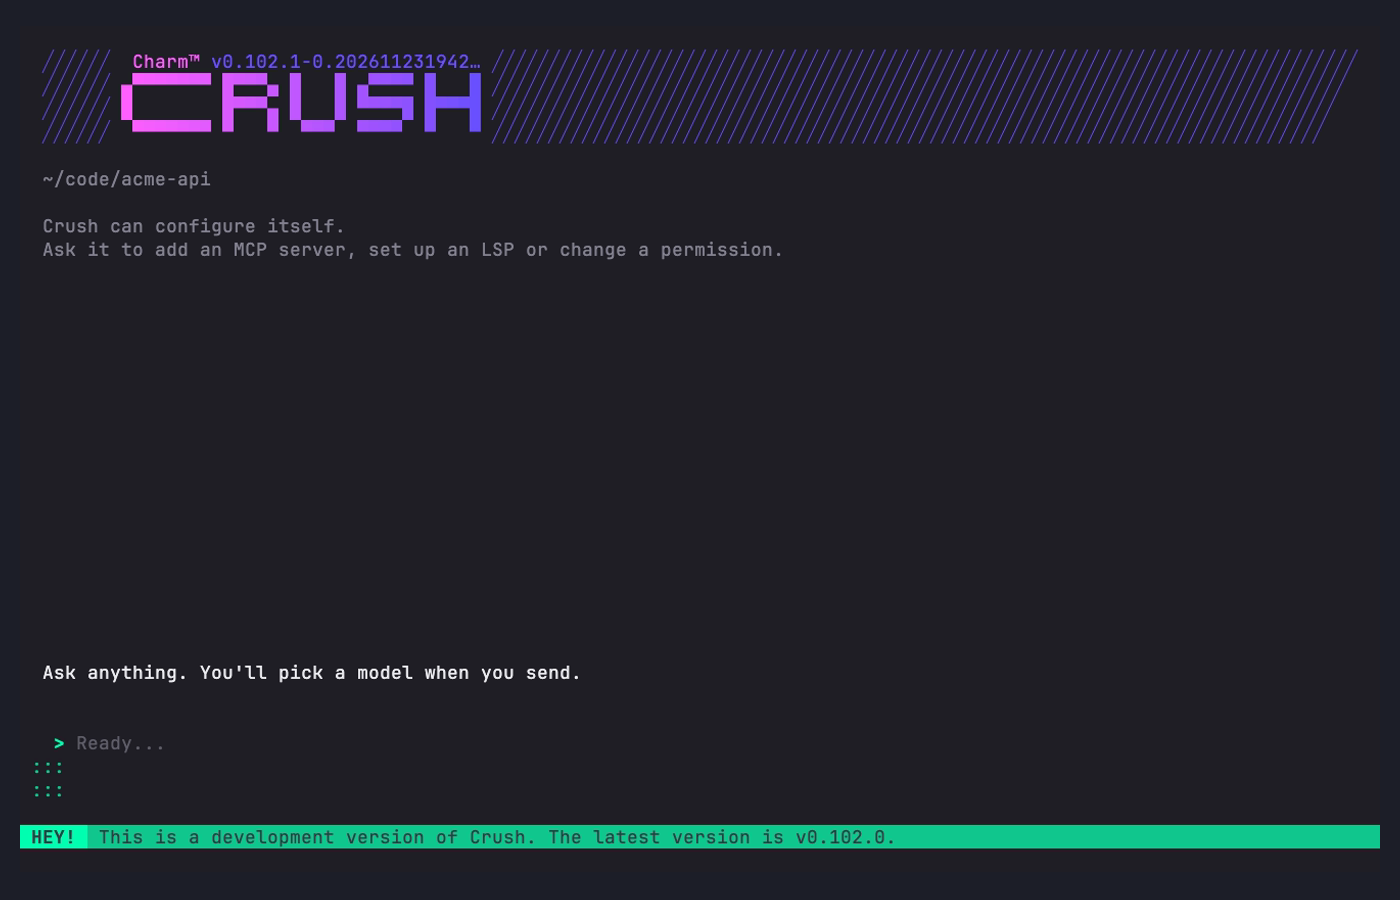 Charm™ v0.102.1-0.202611231942…
CRUSH
~/code/acme-api
Crush can configure itself.
Ask it to add an MCP server, set up an LSP or change a permission.
Ask anything. You'll pick a model when you send.
> Ready...
:::
:::
HEY! This is a development version of Crush. The latest version is v0.102.0.